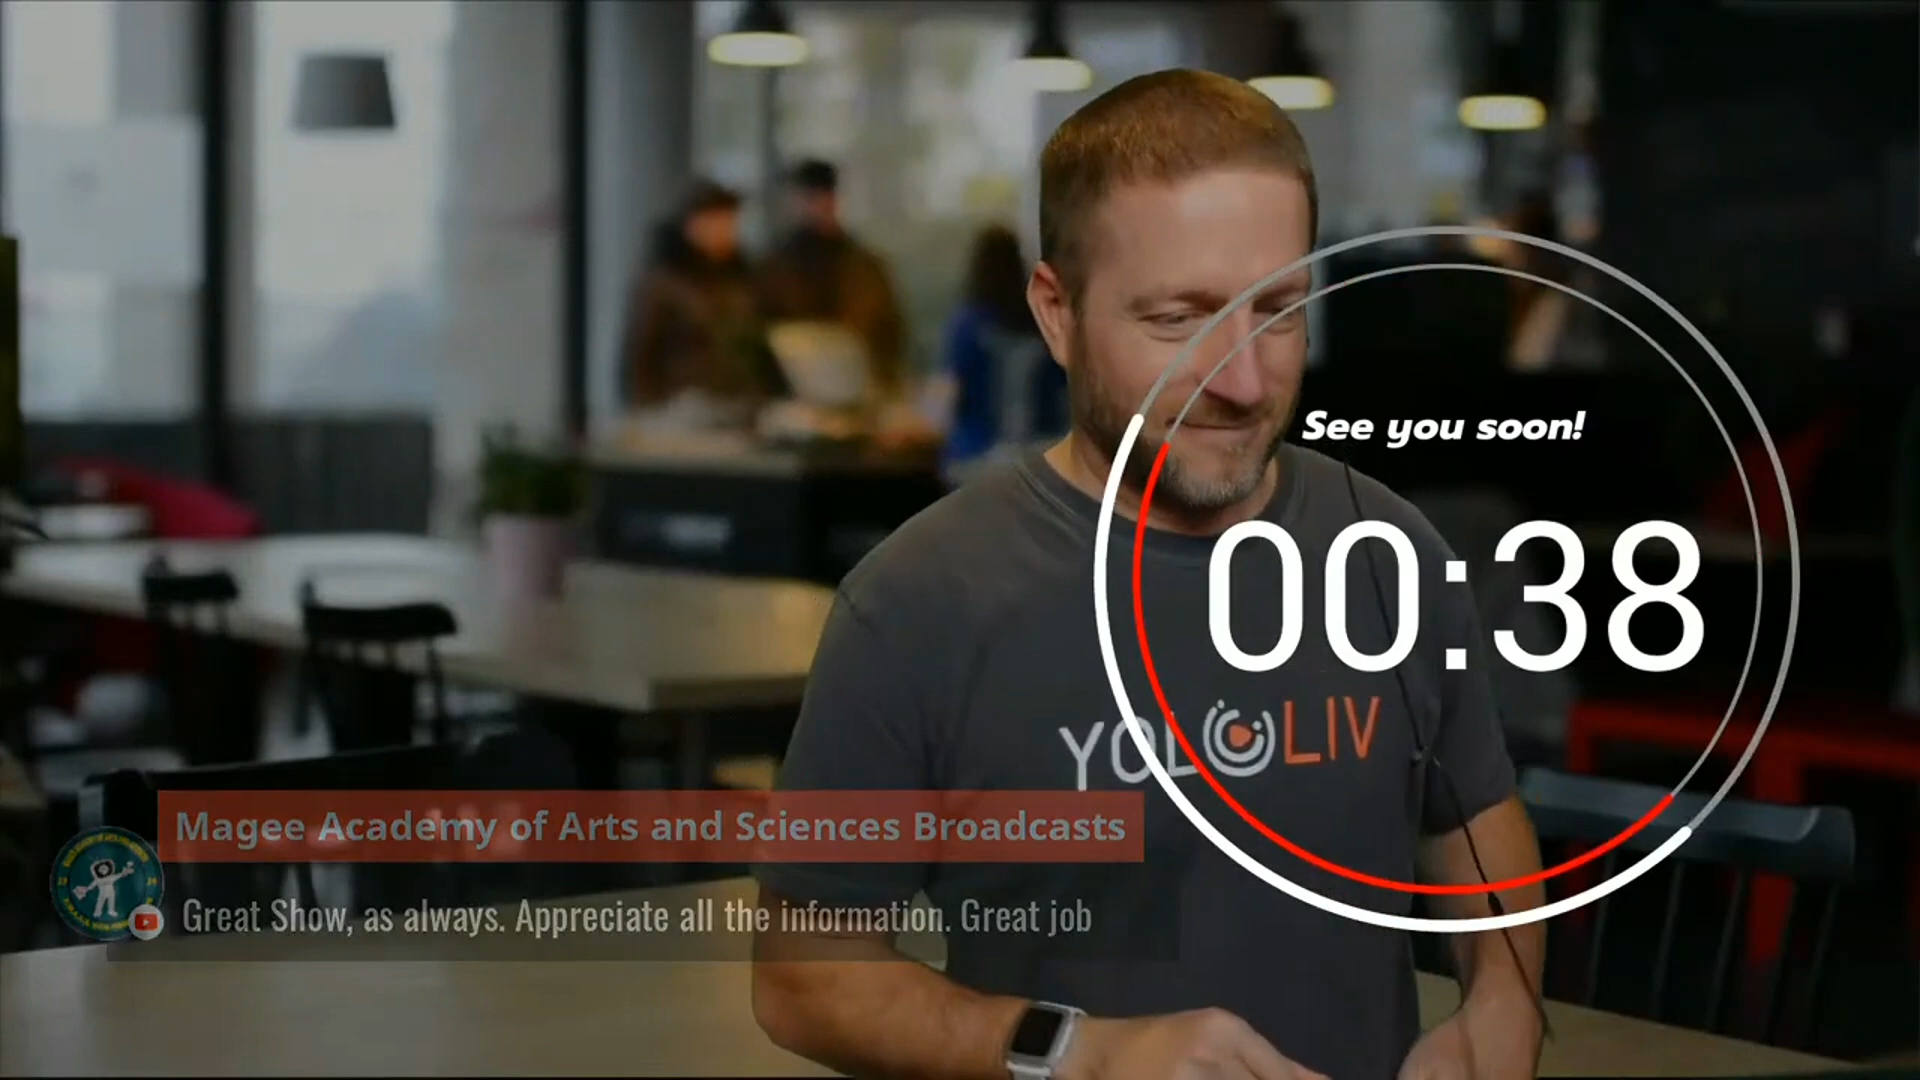 See you soon!
00:38
YOLOLIV
Magee Academy of Arts and Sciences Broadcasts
Great Show, as always. Appreciate all the information. Great job